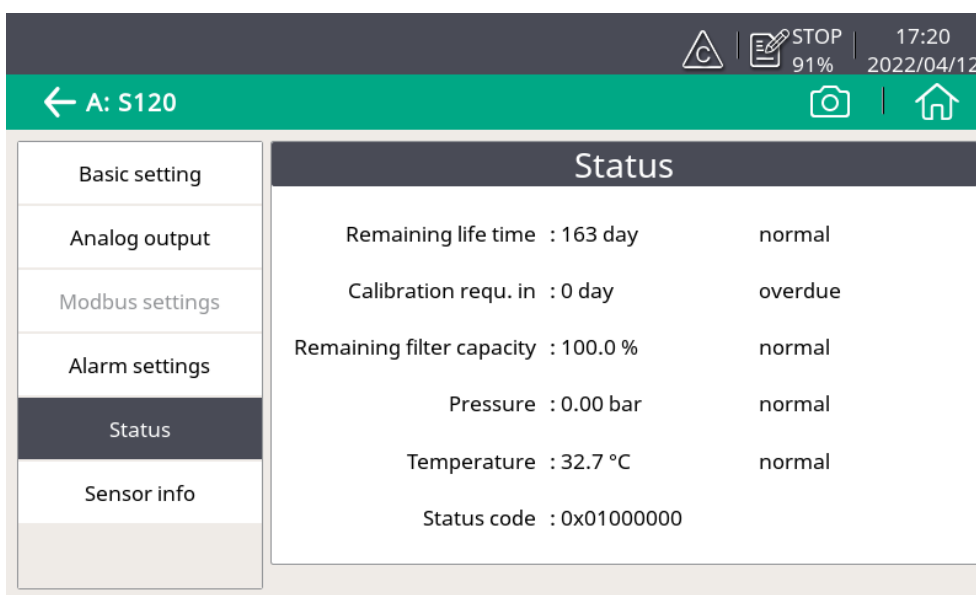 C
STOP 17:20
91% 2022/04/12
A: S120
Basic setting
Analog output
Modbus settings
Alarm settings
Status
Sensor info
Status
Remaining life time : 163 day normal
Calibration requ. in : 0 day overdue
Remaining filter capacity : 100.0 % normal
Pressure : 0.00 bar normal
Temperature : 32.7 °C normal
Status code : 0x01000000